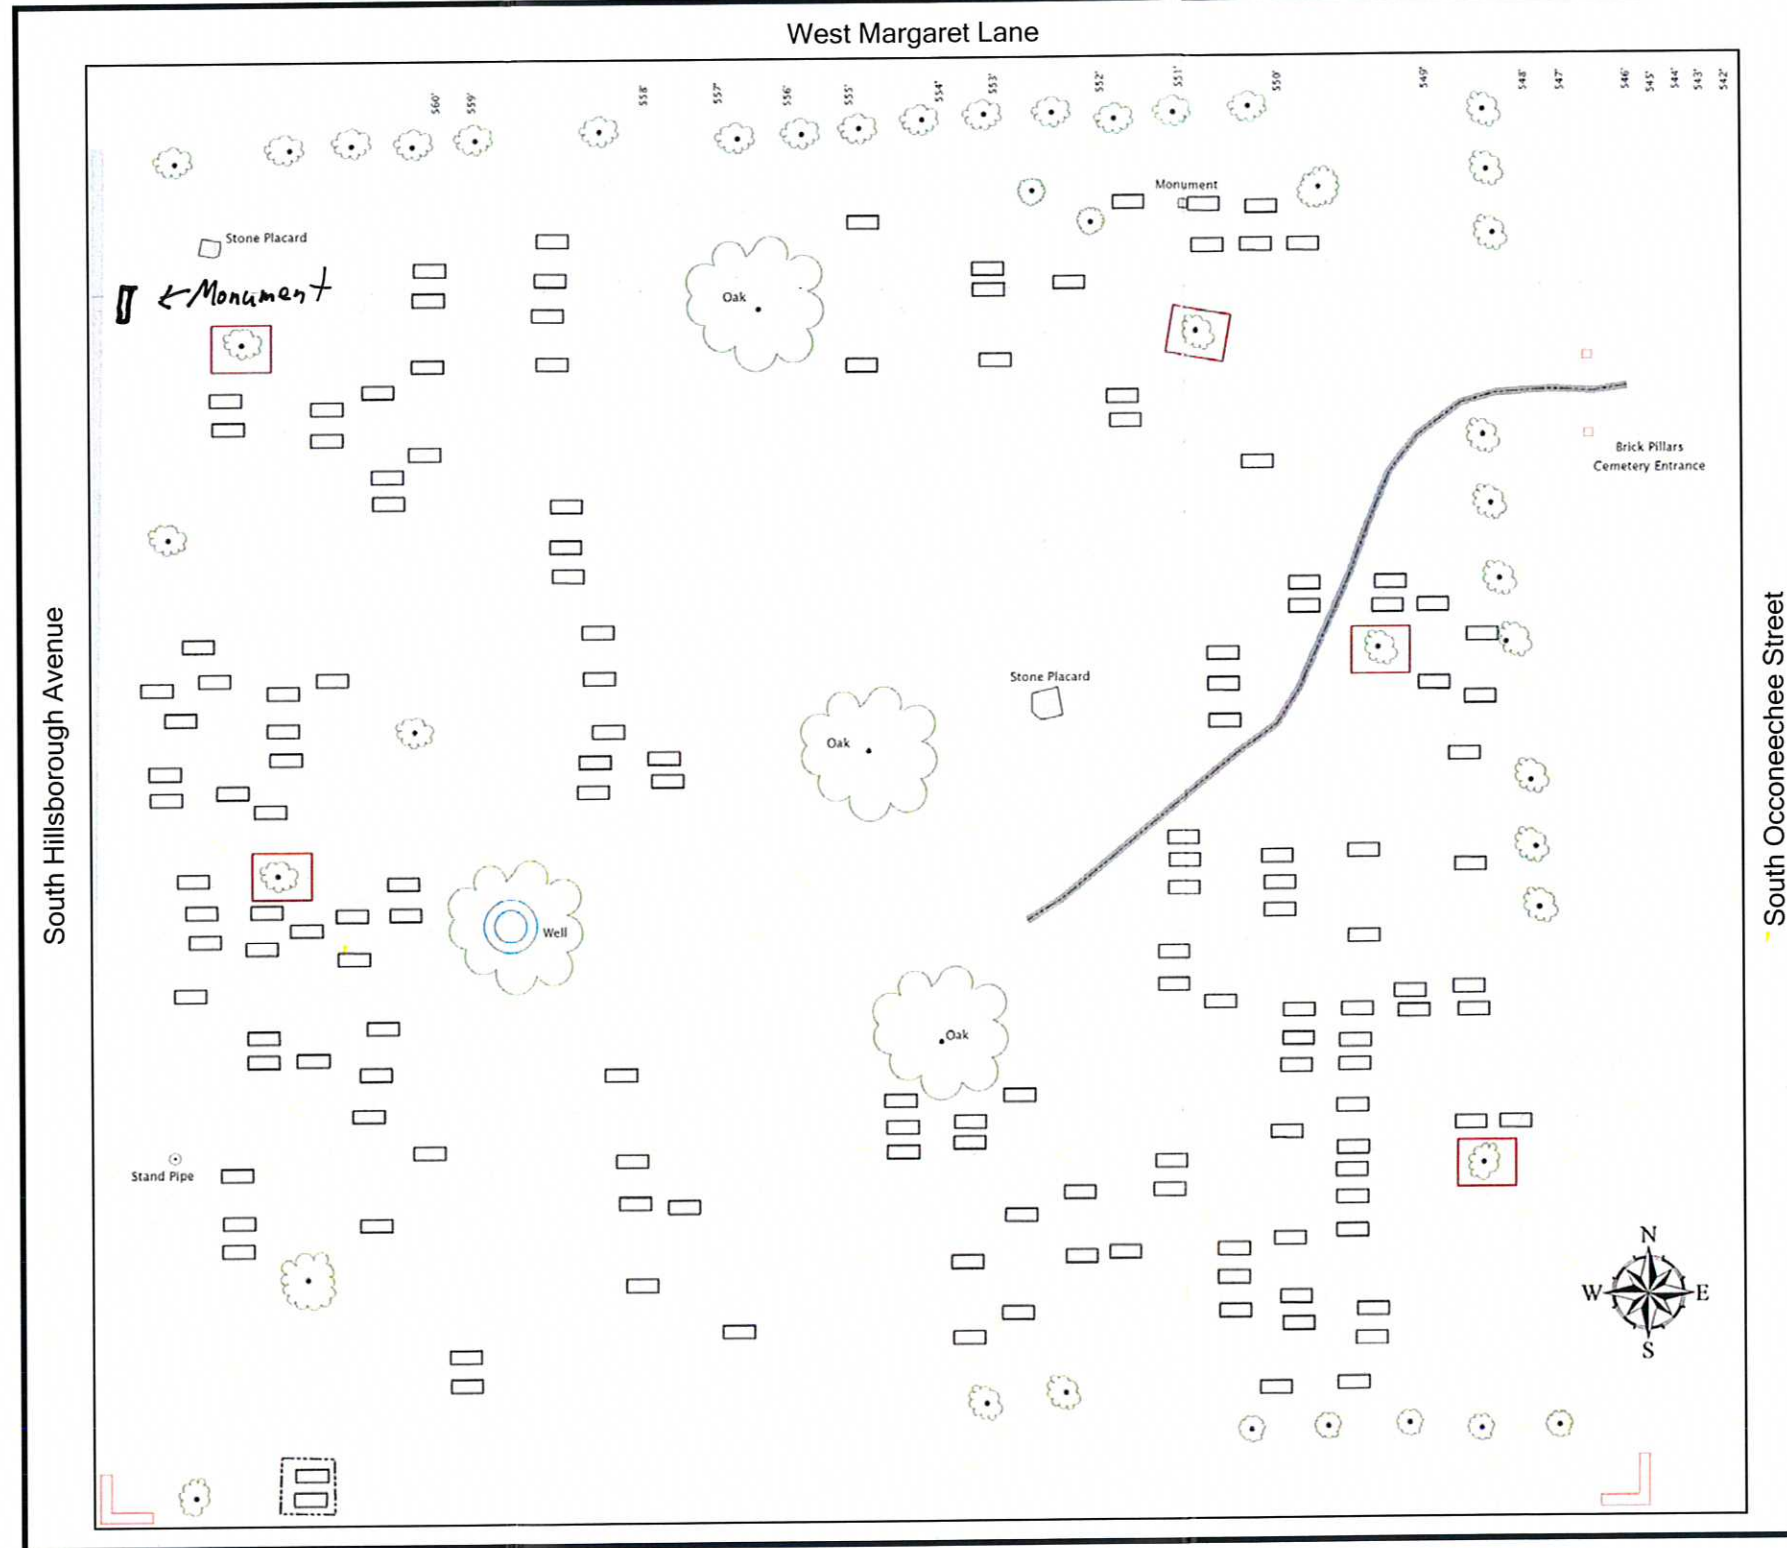 West Margaret Lane
560'
559'
558'
557'
556'
555'
554'
553'
552'
551'
550'
549'
548'
547'
546'
545'
544'
543'
542'
Monument
Stone Placard
←Monument
Oak
Brick Pillars
Cemetery Entrance
South Hillsborough Avenue
South Occoneechee Street
Stone Placard
Oak
Well
Oak
Stand Pipe
N
W
E
S